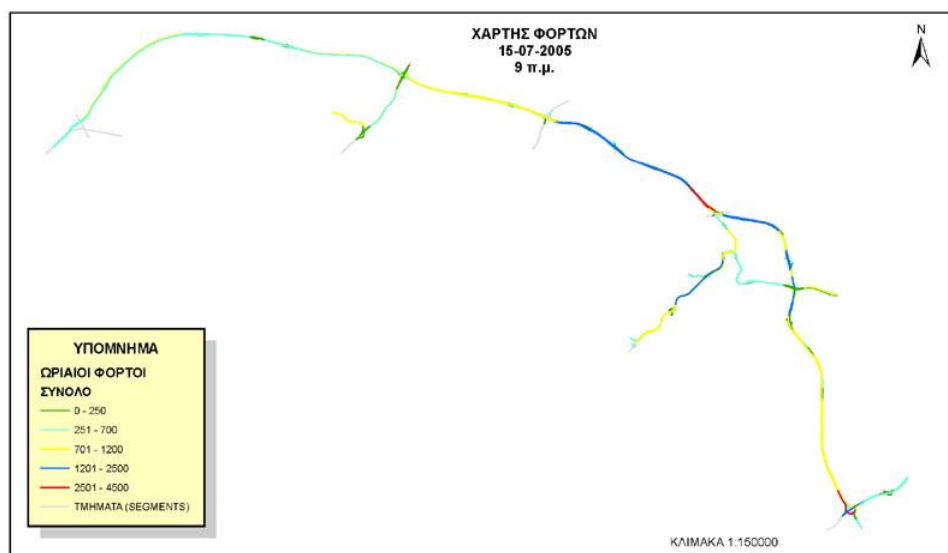 ΧΑΡΤΗΣ ΦΟΡΤΩΝ
15-07-2005
9 π.μ.
N
ΥΠΟΜΝΗΜΑ
ΩΡΙΑΙΟΙ ΦΟΡΤΟΙ
ΣΥΝΟΛΟ
0 - 250
251 - 700
701 - 1200
1201 - 2500
2501 - 4500
ΤΜΗΜΑΤΑ (SEGMENTS)
ΚΛΙΜΑΚΑ 1:150000